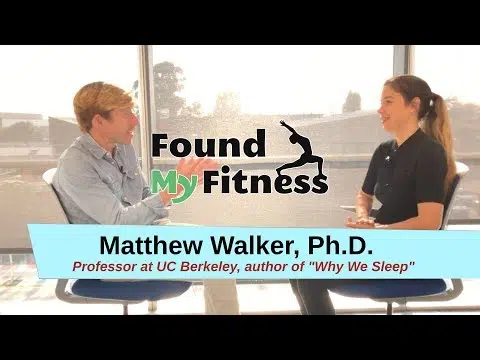 Found
My Fitness
Matthew Walker, Ph.D.
Professor at UC Berkeley, author of "Why We Sleep"